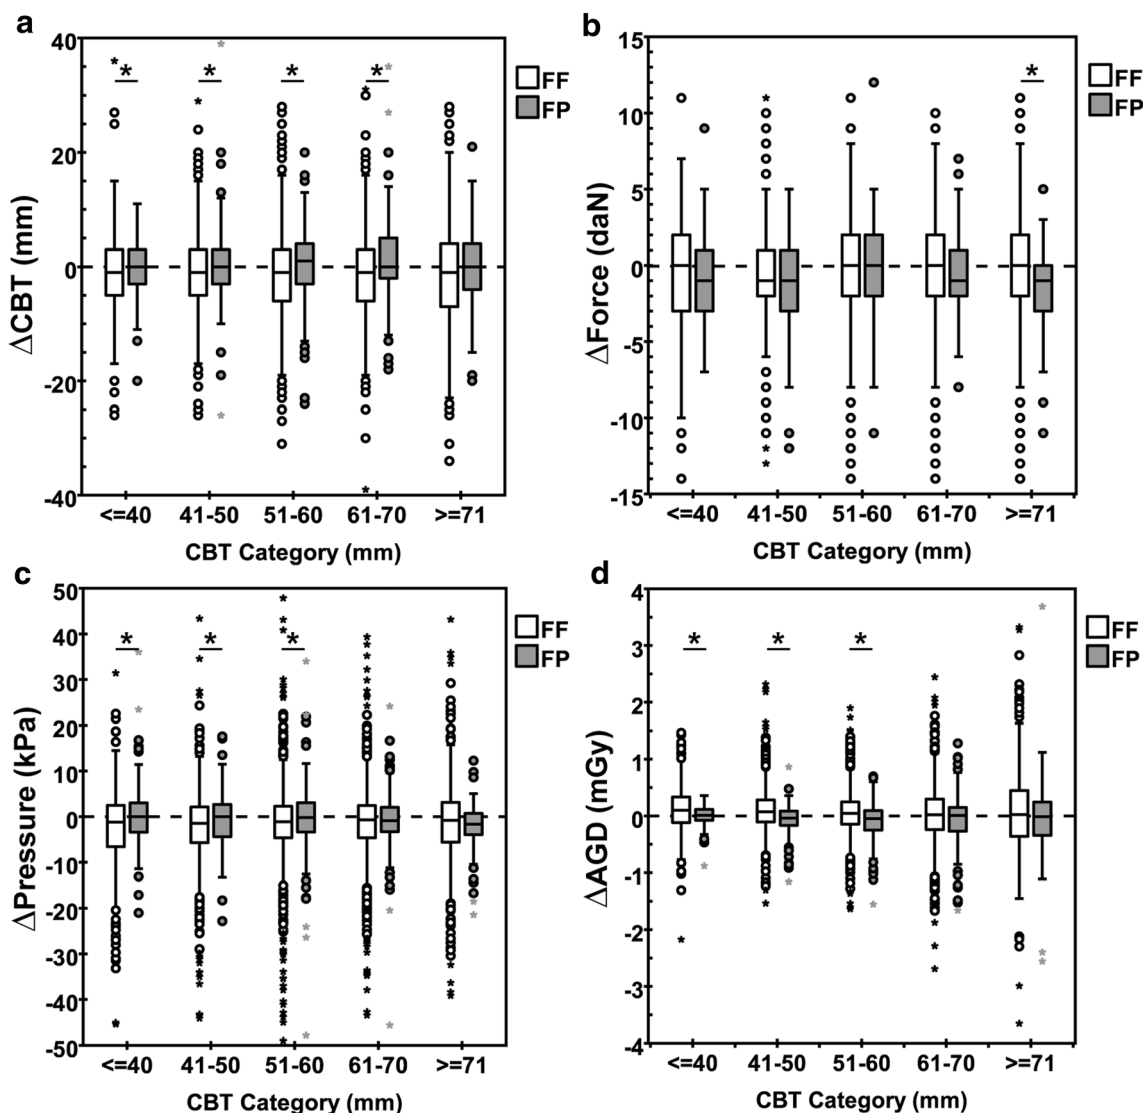 a
40
20
0
-20
-40
ΔCBT (mm)
* * * *
FF
FP
<=40 41-50 51-60 61-70 >=71
CBT Category (mm)
b
15
10
5
0
-5
-10
-15
ΔForce (daN)
*
FF
FP
<=40 41-50 51-60 61-70 >=71
CBT Category (mm)
c
50
40
30
20
10
0
-10
-20
-30
-40
-50
ΔPressure (kPa)
* * *
FF
FP
<=40 41-50 51-60 61-70 >=71
CBT Category (mm)
d
4
3
2
1
0
-1
-2
-3
-4
ΔAGD (mGy)
* * *
FF
FP
<=40 41-50 51-60 61-70 >=71
CBT Category (mm)